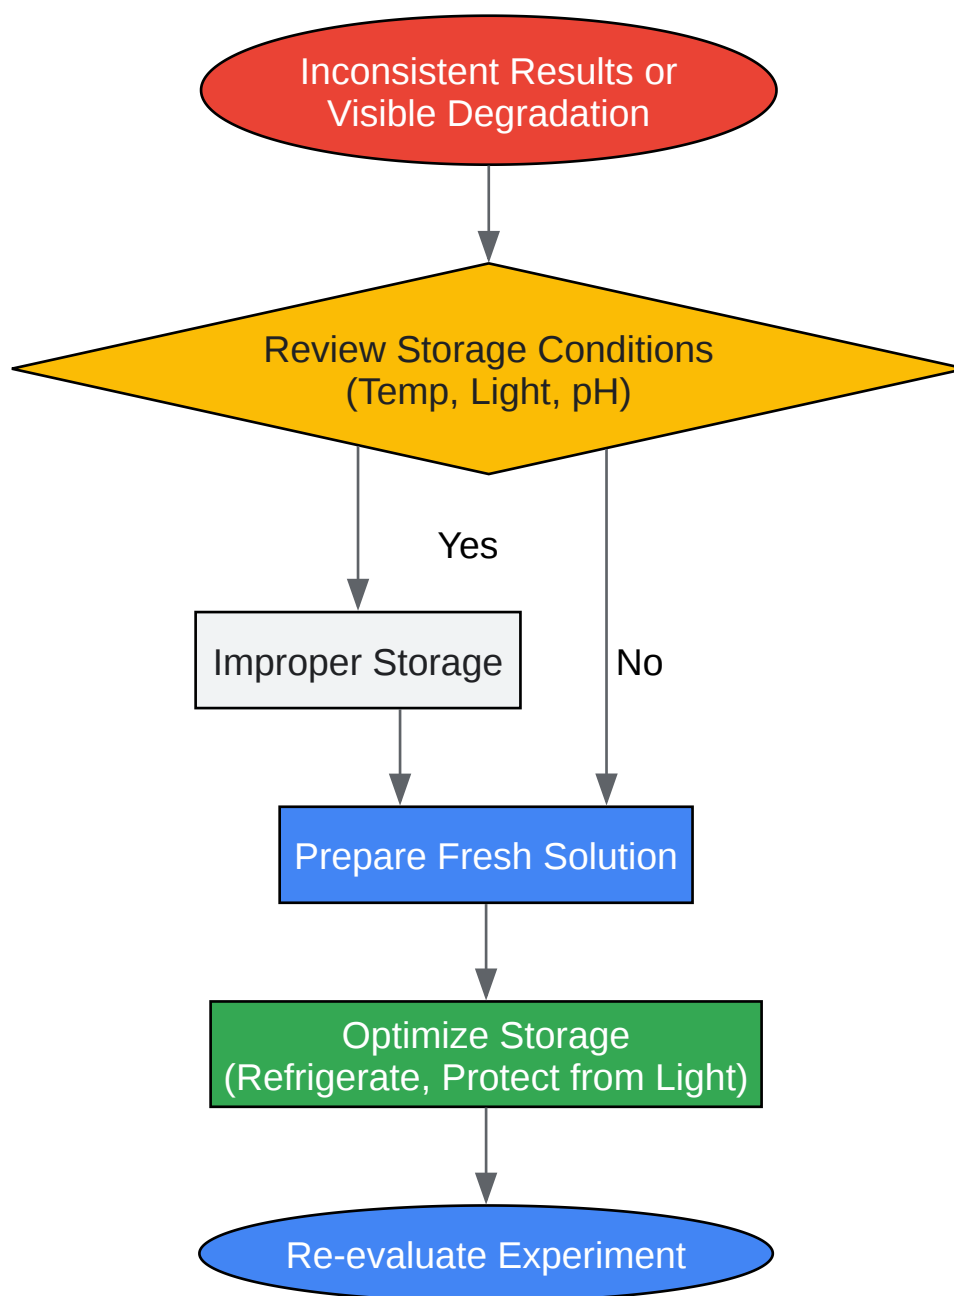 Inconsistent Results or
Visible Degradation
Review Storage Conditions
(Temp, Light, pH)
Yes
Improper Storage
No
Prepare Fresh Solution
Optimize Storage
(Refrigerate, Protect from Light)
Re-evaluate Experiment